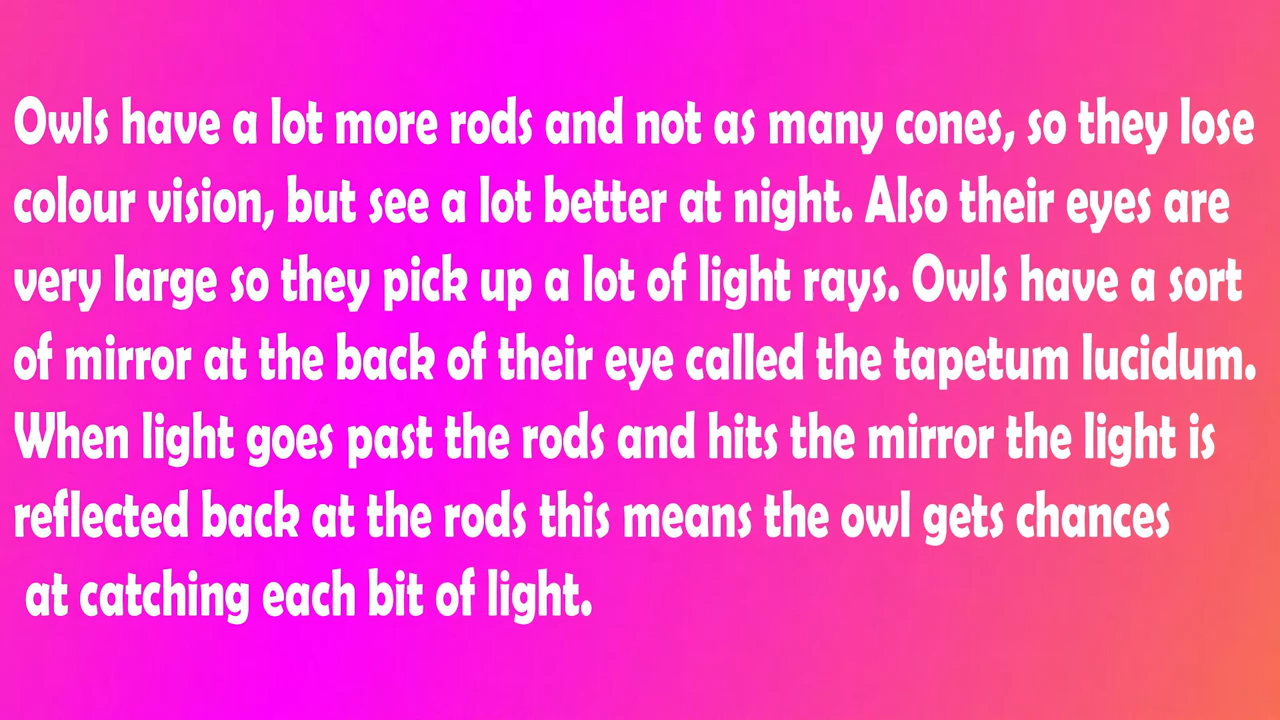 Owls have a lot more rods and not as many cones, so they lose
colour vision, but see a lot better at night. Also their eyes are
very large so they pick up a lot of light rays. Owls have a sort
of mirror at the back of their eye called the tapetum lucidum.
When light goes past the rods and hits the mirror the light is
reflected back at the rods this means the owl gets chances
at catching each bit of light.